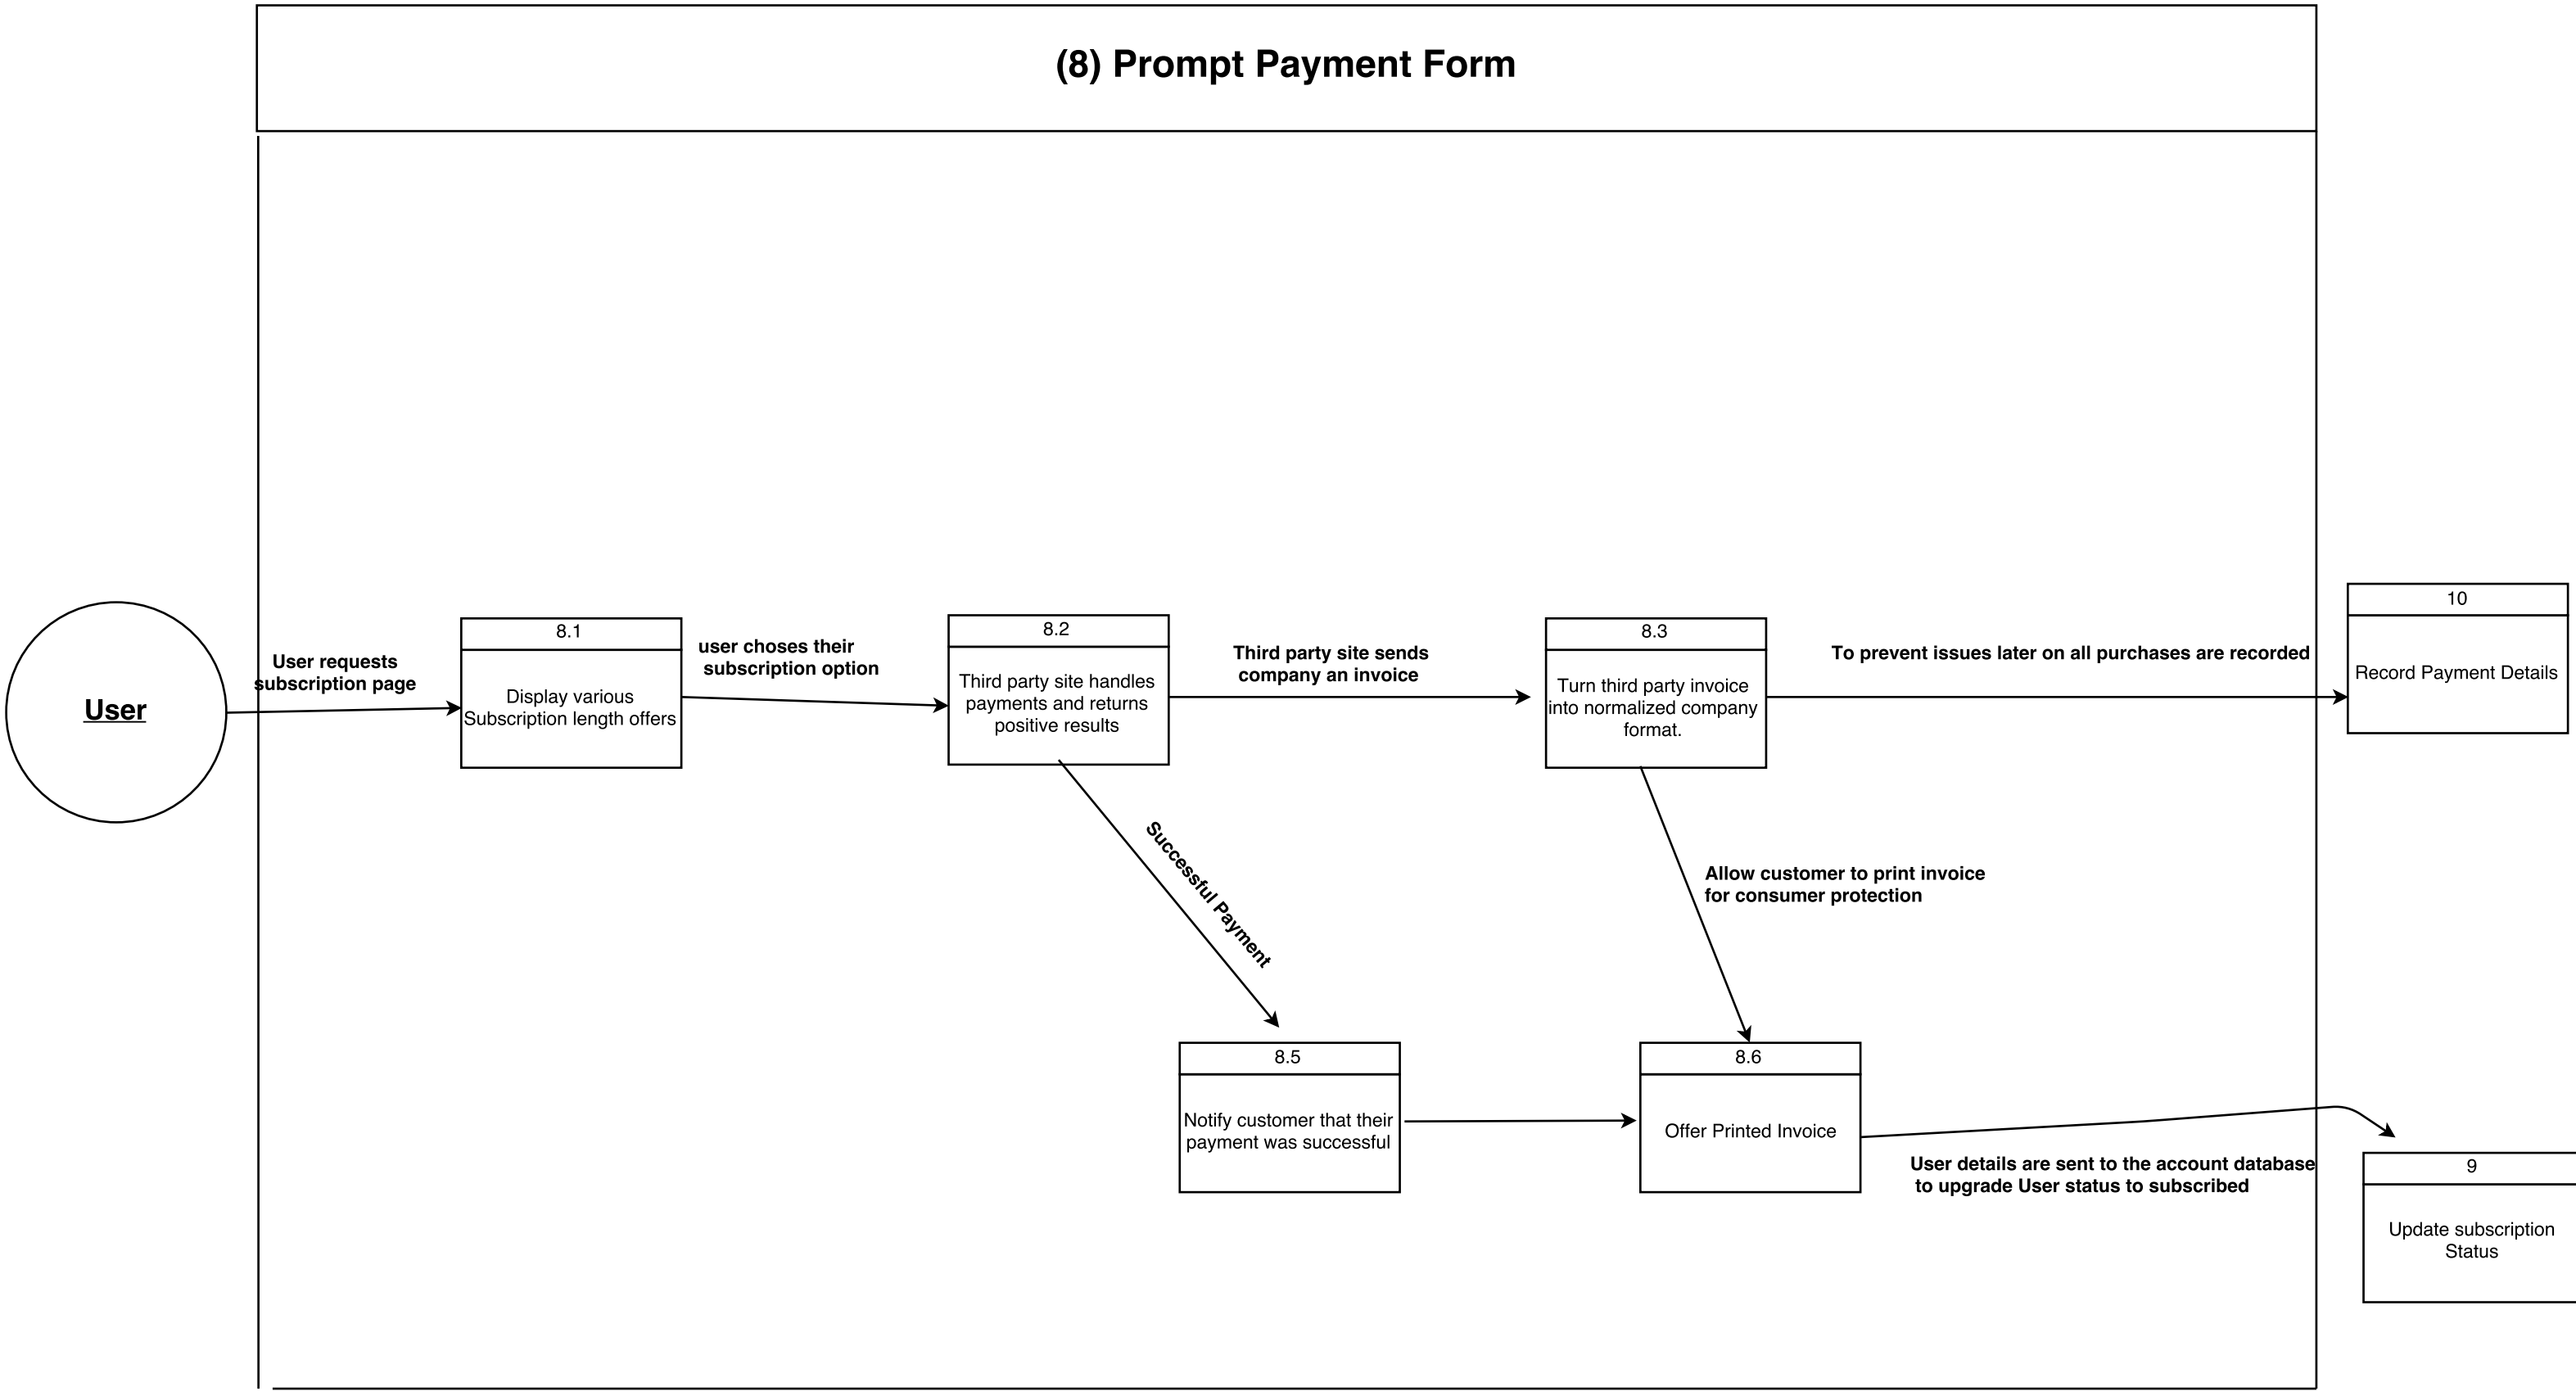 (8) Prompt Payment Form
User
User requests
subscription page
8.1
Display various
Subscription length offers
user choses their
subscription option
8.2
Third party site handles
payments and returns
positive results
Third party site sends
company an invoice
8.3
Turn third party invoice
into normalized company
format.
To prevent issues later on all purchases are recorded
10
Record Payment Details
Successful Payment
Allow customer to print invoice
for consumer protection
8.5
Notify customer that their
payment was successful
8.6
Offer Printed Invoice
User details are sent to the account database
to upgrade User status to subscribed
9
Update subscription
Status